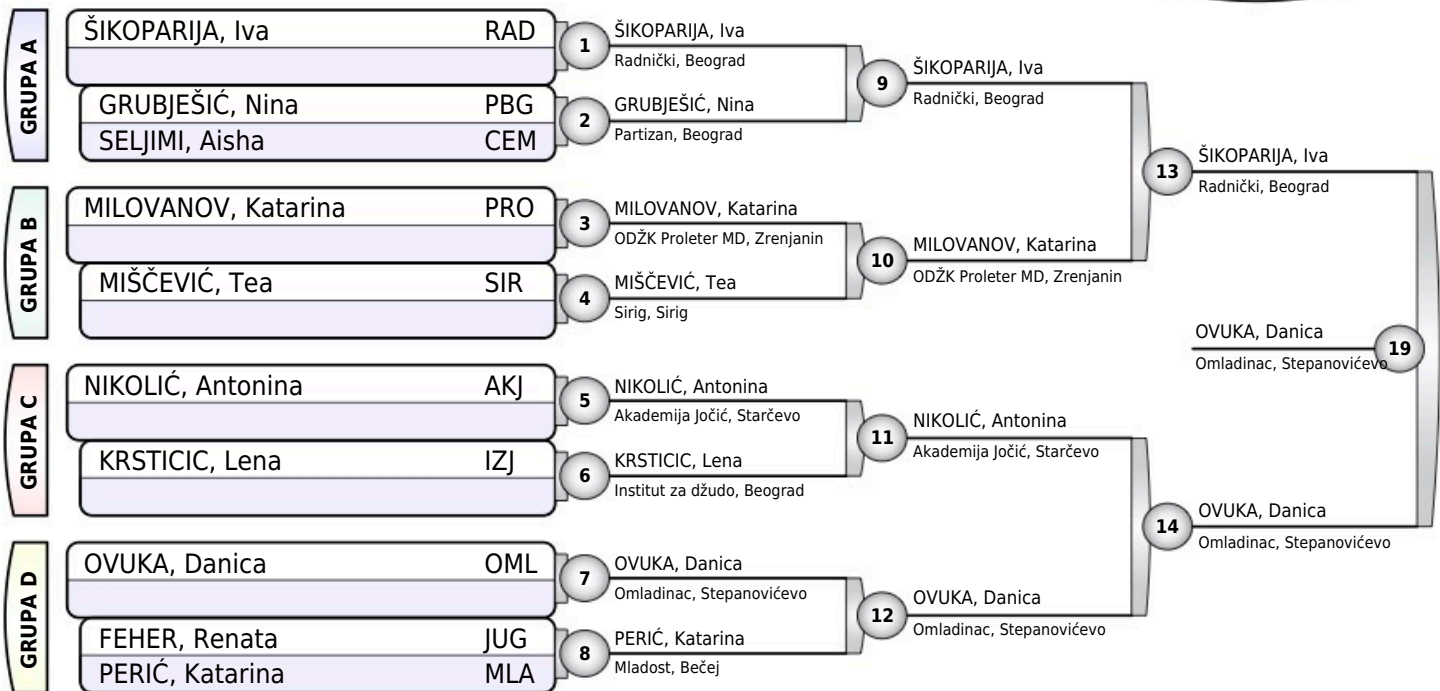 GRUPA A
ŠIKOPARIJA, Iva RAD
GRUBJEŠIĆ, Nina PBG
SELJIMI, Aisha CEM
GRUPA B
MILOVANOV, Katarina PRO
MIŠČEVIĆ, Tea SIR
GRUPA C
NIKOLIĆ, Antonina AKJ
KRSTICIC, Lena IZJ
GRUPA D
OVUKA, Danica OML
FEHER, Renata JUG
PERIĆ, Katarina MLA
1
ŠIKOPARIJA, Iva
Radnički, Beograd
2
GRUBJEŠIĆ, Nina
Partizan, Beograd
3
MILOVANOV, Katarina
ODŽK Proleter MD, Zrenjanin
4
MIŠČEVIĆ, Tea
Sirig, Sirig
5
NIKOLIĆ, Antonina
Akademija Jočić, Starčevo
6
KRSTICIC, Lena
Institut za džudo, Beograd
7
OVUKA, Danica
Omladinac, Stepanovićevo
8
PERIĆ, Katarina
Mladost, Bečej
9
ŠIKOPARIJA, Iva
Radnički, Beograd
10
MILOVANOV, Katarina
ODŽK Proleter MD, Zrenjanin
11
NIKOLIĆ, Antonina
Akademija Jočić, Starčevo
12
OVUKA, Danica
Omladinac, Stepanovićevo
13
ŠIKOPARIJA, Iva
Radnički, Beograd
14
OVUKA, Danica
Omladinac, Stepanovićevo
OVUKA, Danica
Omladinac, Stepanovićevo
19